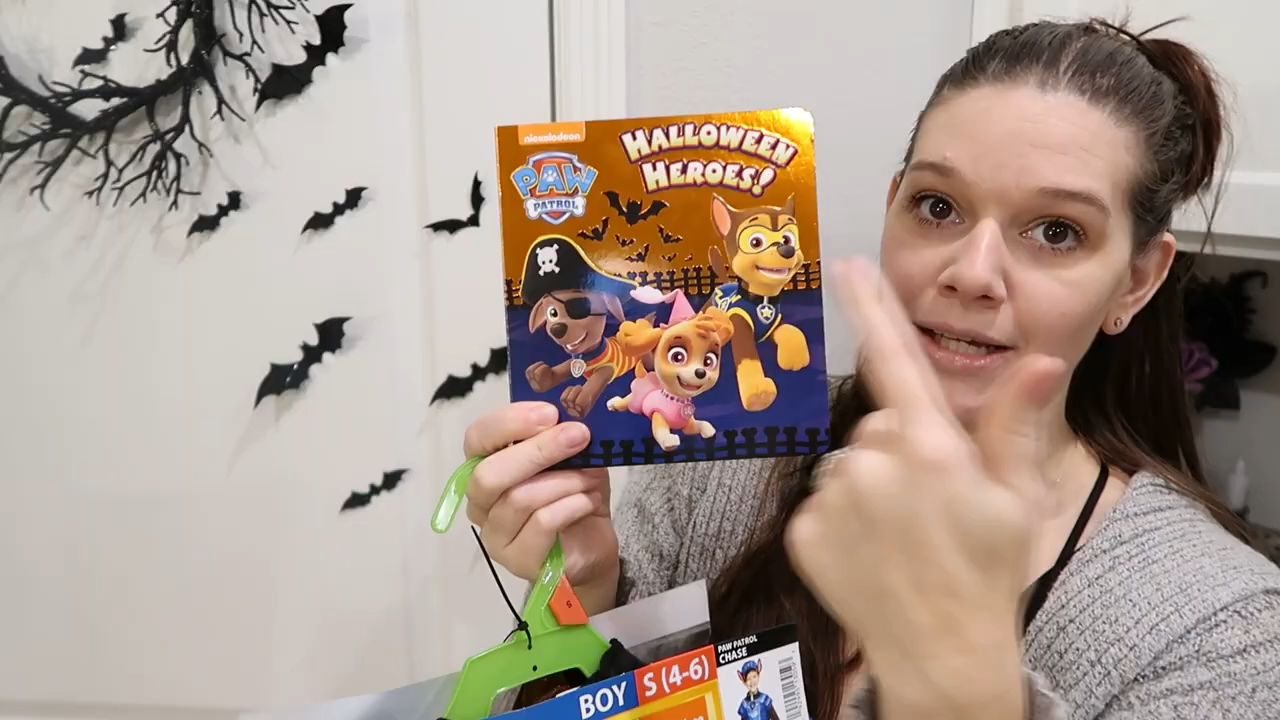 nickelodeon
PAW
PATROL
HALLOWEEN
HEROES!
S
BOY S (4-6)
PAW PATROL
CHASE